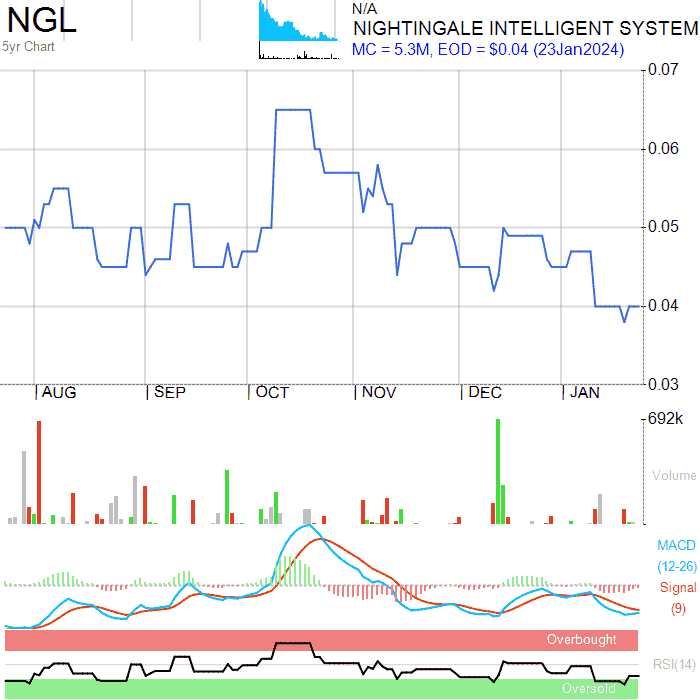 NGL
5yr Chart
N/A
NIGHTINGALE INTELLIGENT SYSTEM
MC = 5.3M, EOD = $0.04 (23Jan2024)
0.07
0.06
0.05
0.04
0.03
AUG SEP OCT NOV DEC JAN
692k
Volume
MACD
(12-26)
Signal
(9)
Overbought
RSI(14)
Oversold